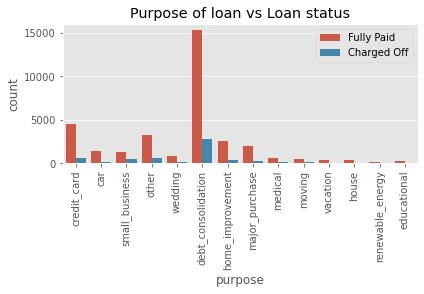 Purpose of loan vs Loan status
Fully Paid
Charged Off
count
15000
10000
5000
0
credit_card
car
small_business
other
wedding
debt_consolidation
home_improvement
major_purchase
medical
moving
vacation
house
renewable_energy
educational
purpose